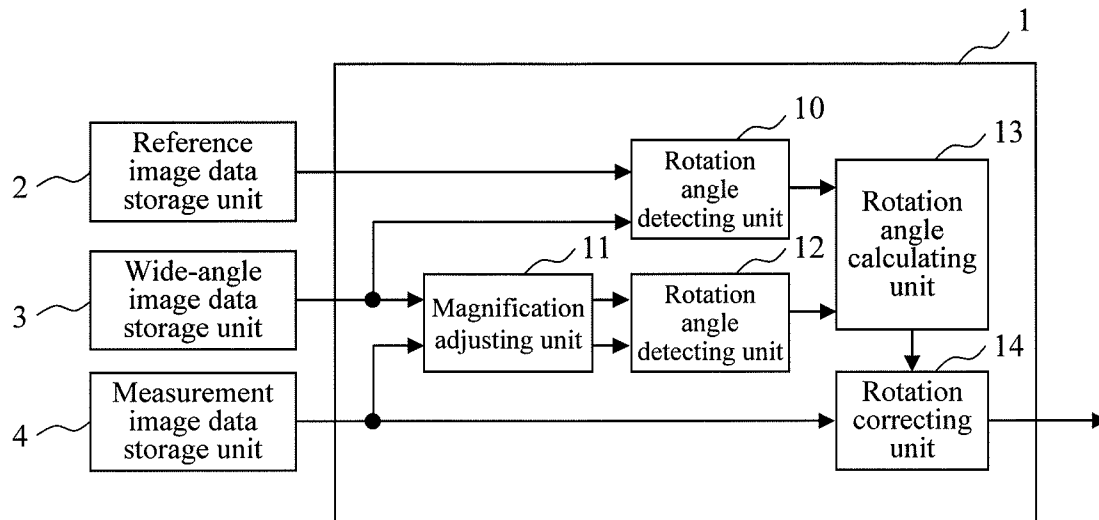 1
10
13
Reference
image data
storage unit
2
Rotation
angle
detecting unit
Rotation
angle
calculating
unit
11
12
Wide-angle
image data
storage unit
3
Magnification
adjusting unit
Rotation
angle
detecting unit
14
Measurement
image data
storage unit
4
Rotation
correcting
unit